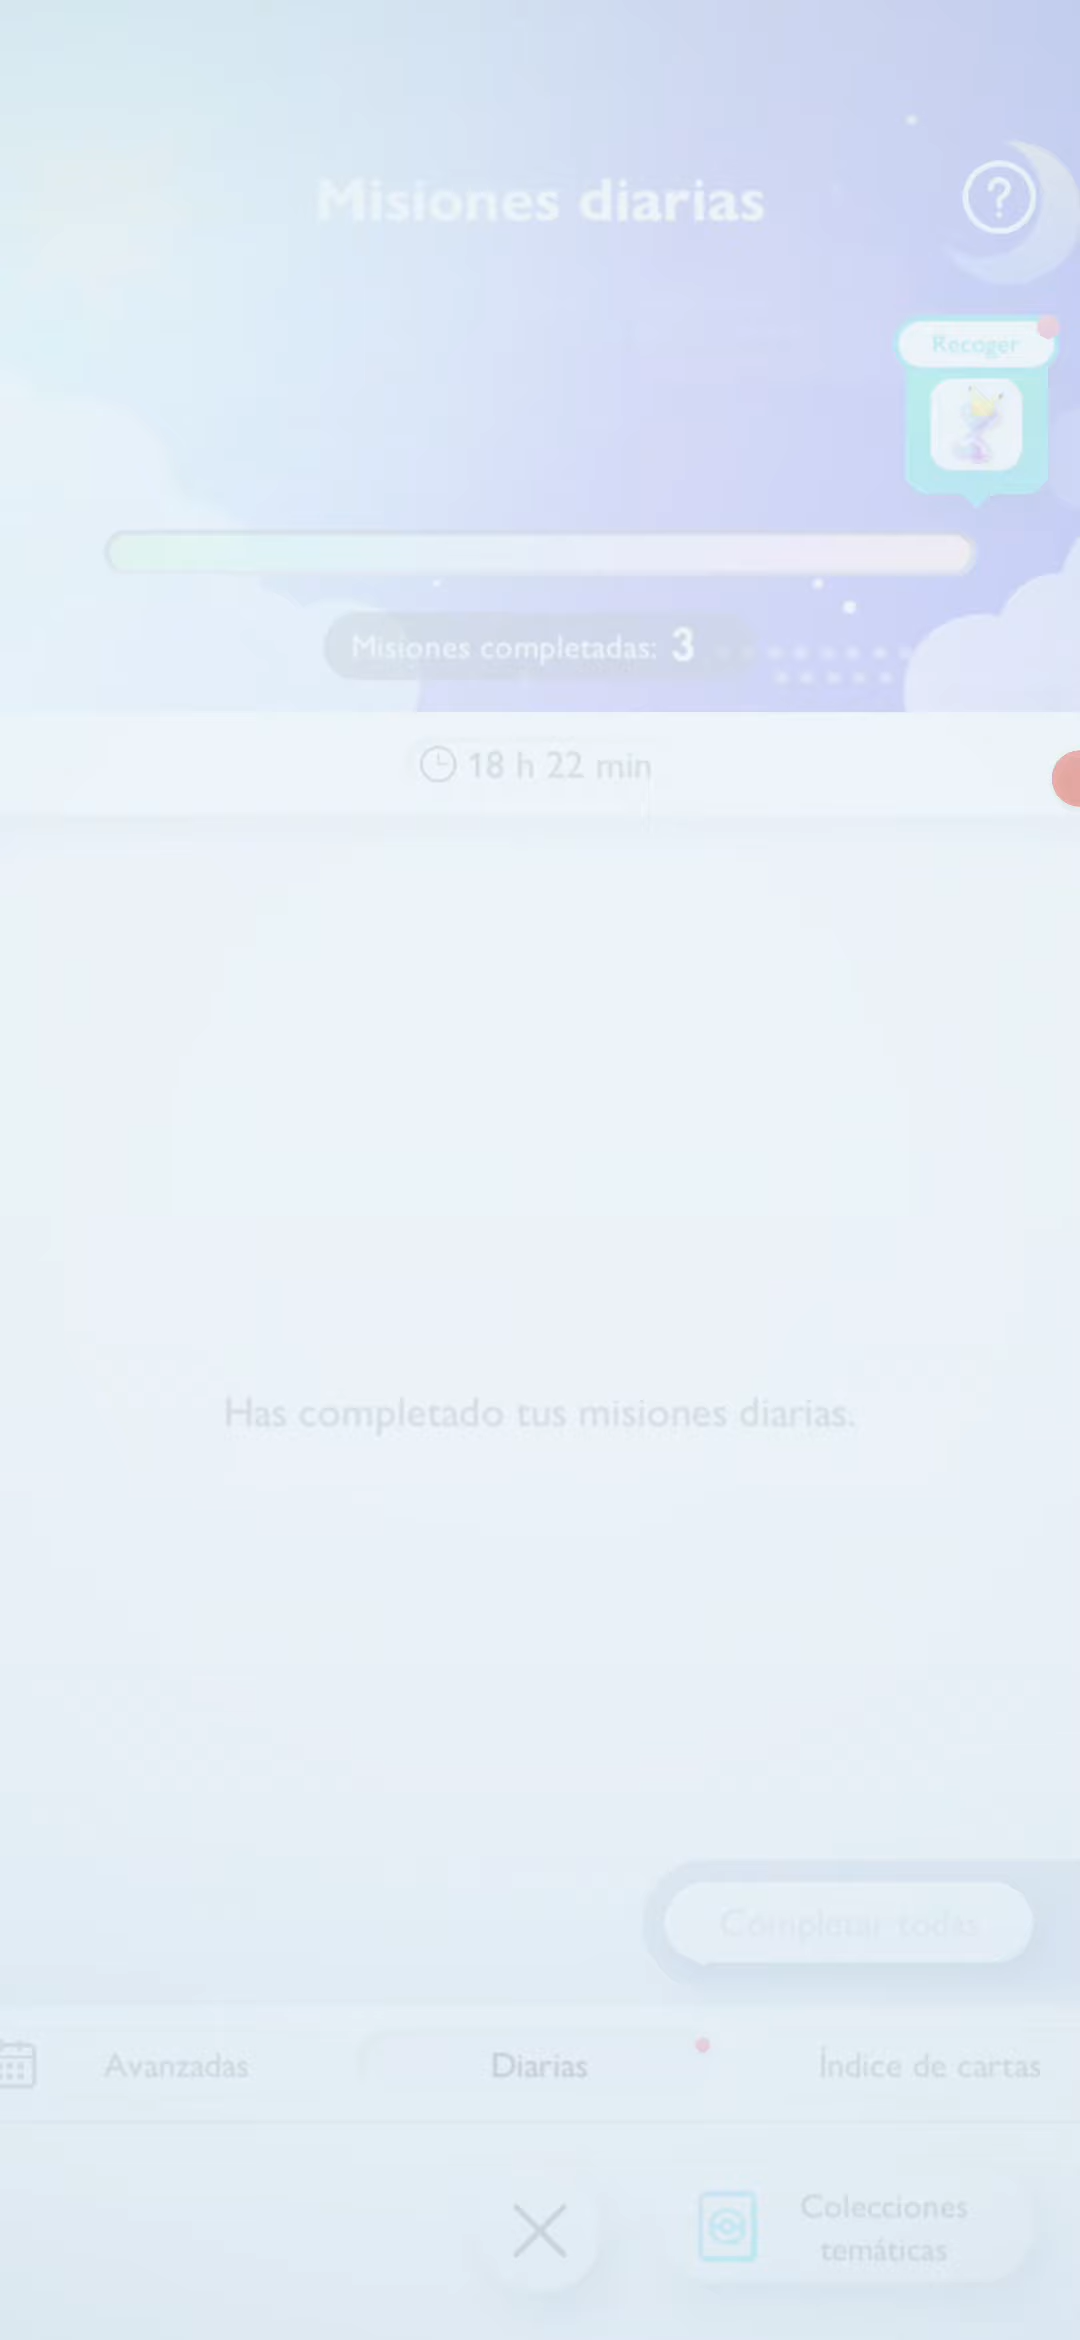 Misiones diarias
?
Recoger
Misiones completadas: 3
18 h 22 min
Has completado tus misiones diarias.
Completar todas
Avanzadas
Diarias
Índice de cartas
Colecciones
temáticas